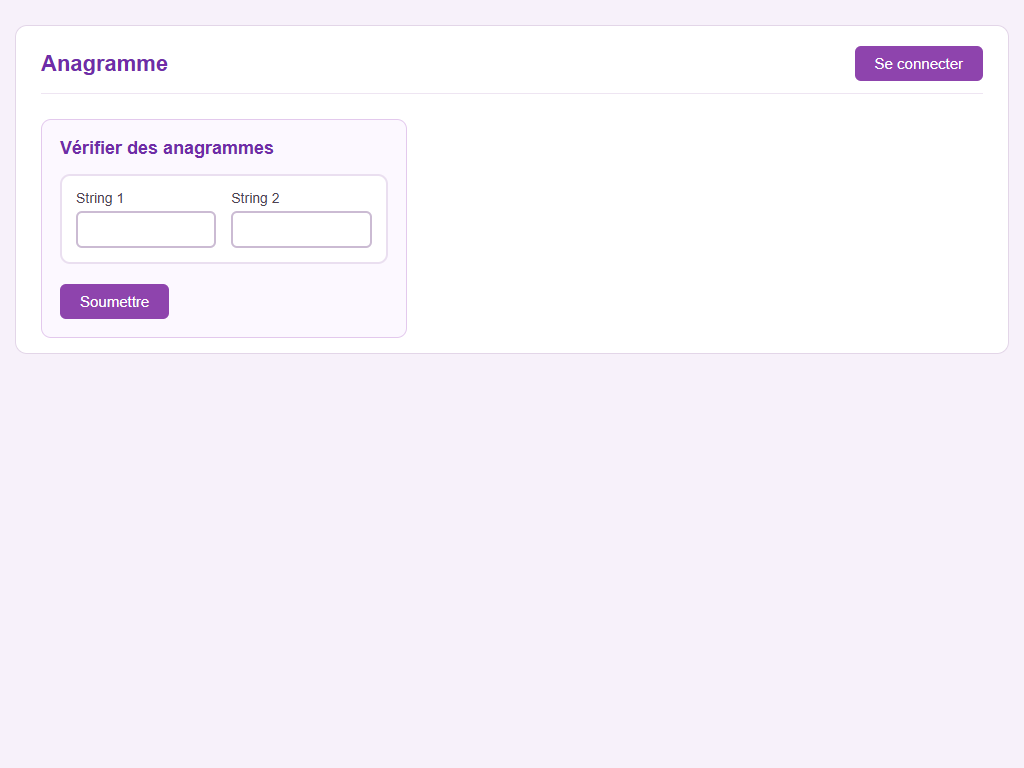 Anagramme
Se connecter
Vérifier des anagrammes
String 1
String 2
Soumettre